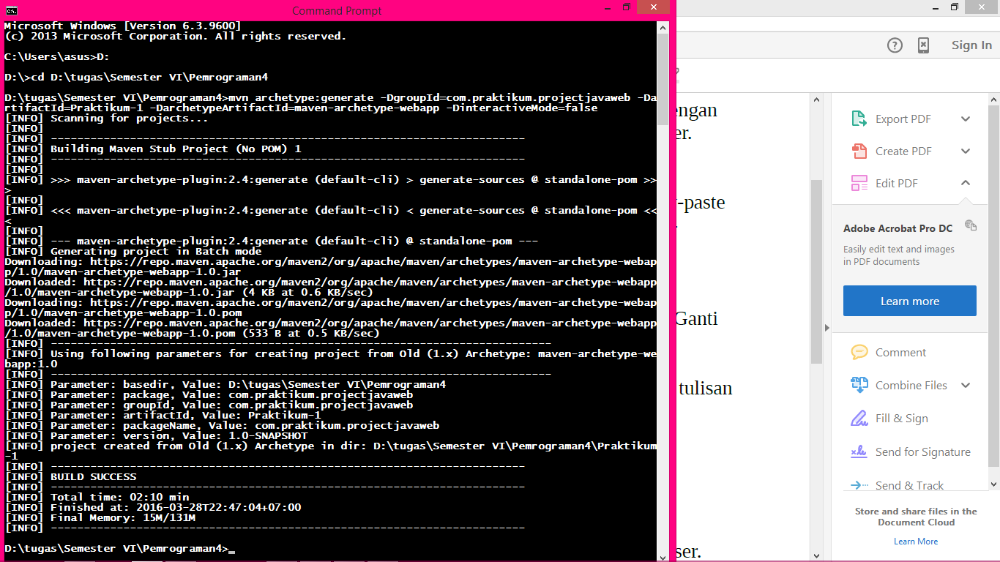 Command Prompt
Microsoft Windows [Version 6.3.9600]
(c) 2013 Microsoft Corporation. All rights reserved.
C:\Users\asus>D:
D:\>cd D:\tugas\Semester VI\Pemrograman4
D:\tugas\Semester VI\Pemrograman4>mvn archetype:generate -DgroupId=com.praktikum.projectjavaweb -Da
rtifactId=Praktikum-1 -DarchetypeArtifactId=maven-archetype-webapp -DinteractiveMode=false
[INFO] Scanning for projects...
[INFO]
[INFO] ------------------------------------------------------------------------
[INFO] Building Maven Stub Project (No POM) 1
[INFO] ------------------------------------------------------------------------
[INFO]
[INFO] >>> maven-archetype-plugin:2.4:generate (default-cli) > generate-sources @ standalone-pom >>
>
[INFO]
[INFO] <<< maven-archetype-plugin:2.4:generate (default-cli) < generate-sources @ standalone-pom <<
<
[INFO]
[INFO] --- maven-archetype-plugin:2.4:generate (default-cli) @ standalone-pom ---
[INFO] Generating project in Batch mode
Downloading: https://repo.maven.apache.org/maven2/org/apache/maven/archetypes/maven-archetype-webap
p/1.0/maven-archetype-webapp-1.0.jar
Downloaded: https://repo.maven.apache.org/maven2/org/apache/maven/archetypes/maven-archetype-webapp
/1.0/maven-archetype-webapp-1.0.jar (4 KB at 0.6 KB/sec)
Downloading: https://repo.maven.apache.org/maven2/org/apache/maven/archetypes/maven-archetype-webap
p/1.0/maven-archetype-webapp-1.0.pom
Downloaded: https://repo.maven.apache.org/maven2/org/apache/maven/archetypes/maven-archetype-webapp
/1.0/maven-archetype-webapp-1.0.pom (533 B at 0.5 KB/sec)
[INFO] ----------------------------------------------------------------------------
[INFO] Using following parameters for creating project from Old (1.x) Archetype: maven-archetype-we
bapp:1.0
[INFO] ----------------------------------------------------------------------------
[INFO] Parameter: basedir, Value: D:\tugas\Semester VI\Pemrograman4
[INFO] Parameter: package, Value: com.praktikum.projectjavaweb
[INFO] Parameter: groupId, Value: com.praktikum.projectjavaweb
[INFO] Parameter: artifactId, Value: Praktikum-1
[INFO] Parameter: packageName, Value: com.praktikum.projectjavaweb
[INFO] Parameter: version, Value: 1.0-SNAPSHOT
[INFO] project created from Old (1.x) Archetype in dir: D:\tugas\Semester VI\Pemrograman4\Praktikum
-1
[INFO] ------------------------------------------------------------------------
[INFO] BUILD SUCCESS
[INFO] ------------------------------------------------------------------------
[INFO] Total time: 02:10 min
[INFO] Finished at: 2016-03-28T22:47:04+07:00
[INFO] Final Memory: 15M/131M
[INFO] ------------------------------------------------------------------------
D:\tugas\Semester VI\Pemrograman4>_
engan
er.
-paste
Ganti
tulisan
ser.
Sign In
Export PDF
Create PDF
Edit PDF
Adobe Acrobat Pro DC
Easily edit text and images
in PDF documents
Learn more
Comment
Combine Files
Fill & Sign
Send for Signature
Send & Track
Store and share files in the
Document Cloud
Learn More